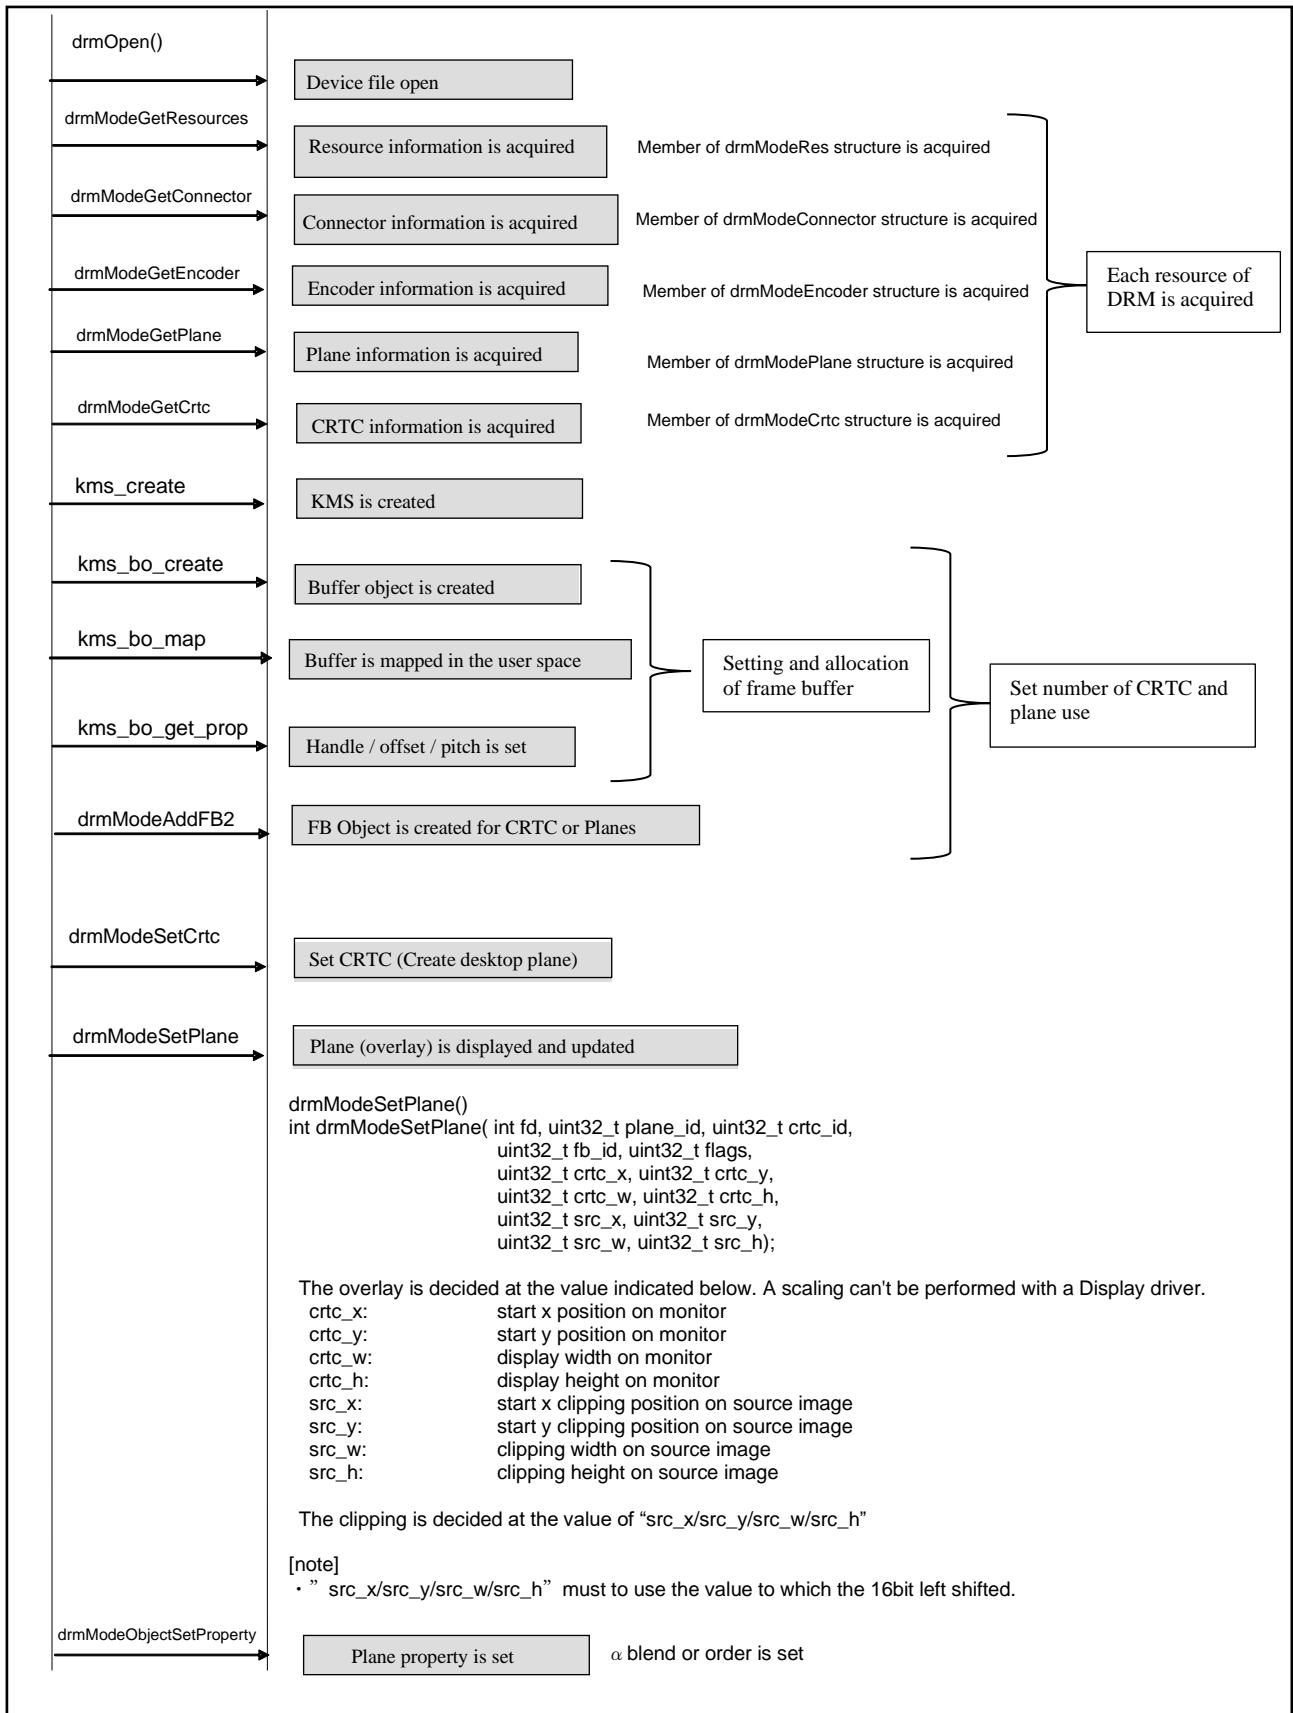 drmOpen()
Device file open
drmModeGetResources
Resource information is acquired
Member of drmModeRes structure is acquired
drmModeGetConnector
Connector information is acquired
Member of drmModeConnector structure is acquired
drmModeGetEncoder
Encoder information is acquired
Member of drmModeEncoder structure is acquired
Each resource of
DRM is acquired
drmModeGetPlane
Plane information is acquired
Member of drmModePlane structure is acquired
drmModeGetCrtc
CRTC information is acquired
Member of drmModeCrtc structure is acquired
kms_create
KMS is created
kms_bo_create
Buffer object is created
kms_bo_map
Buffer is mapped in the user space
Setting and allocation
of frame buffer
Set number of CRTC and
plane use
kms_bo_get_prop
Handle / offset / pitch is set
drmModeAddFB2
FB Object is created for CRTC or Planes
drmModeSetCrtc
Set CRTC (Create desktop plane)
drmModeSetPlane
Plane (overlay) is displayed and updated
drmModeSetPlane()
int drmModeSetPlane( int fd, uint32_t plane_id, uint32_t crtc_id,
uint32_t fb_id, uint32_t flags,
uint32_t crtc_x, uint32_t crtc_y,
uint32_t crtc_w, uint32_t crtc_h,
uint32_t src_x, uint32_t src_y,
uint32_t src_w, uint32_t src_h);
The overlay is decided at the value indicated below. A scaling can't be performed with a Display driver.
crtc_x: start x position on monitor
crtc_y: start y position on monitor
crtc_w: display width on monitor
crtc_h: display height on monitor
src_x: start x clipping position on source image
src_y: start y clipping position on source image
src_w: clipping width on source image
src_h: clipping height on source image
The clipping is decided at the value of “src_x/src_y/src_w/src_h”
[note]
・” src_x/src_y/src_w/src_h” must to use the value to which the 16bit left shifted.
drmModeObjectSetProperty
Plane property is set
α blend or order is set